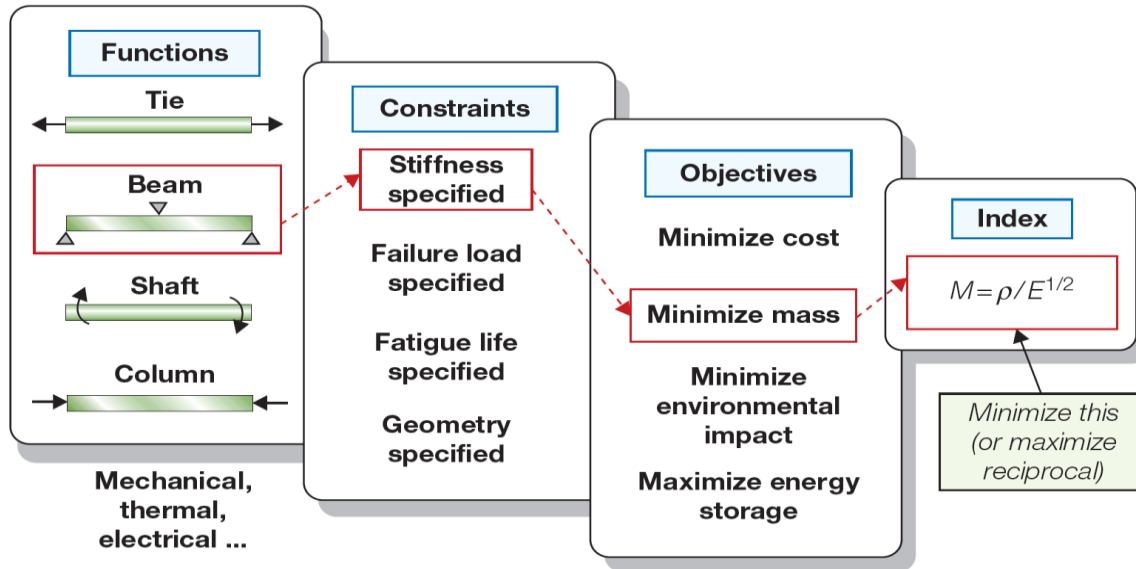 Functions
Tie
Beam
Shaft
Column
Mechanical,
thermal,
electrical ...
Constraints
Stiffness
specified
Failure load
specified
Fatigue life
specified
Geometry
specified
Objectives
Minimize cost
Minimize mass
Minimize
environmental
impact
Maximize energy
storage
Index
M = ρ/E^{1/2}
Minimize this
(or maximize
reciprocal)